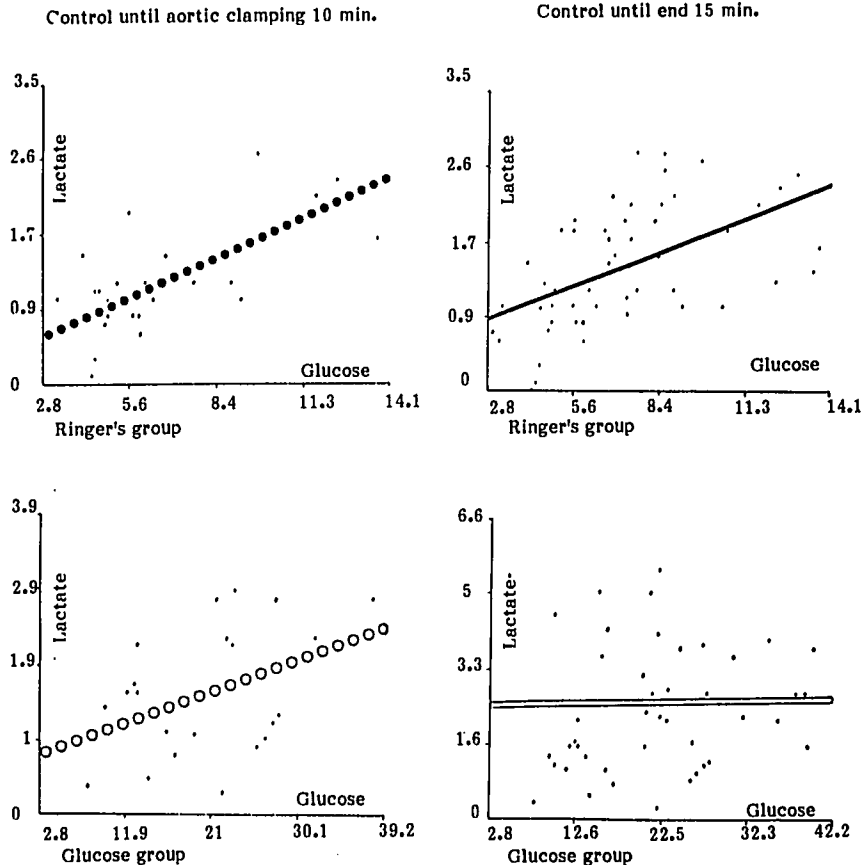 Control until aortic clamping 10 min.
Control until end 15 min.
3.5
2.6
1.7
0.9
0
Lactate
Glucose
2.8 5.6 8.4 11.3 14.1
Ringer's group
3.5
2.6
1.7
0.9
0
Lactate
Glucose
2.8 5.6 8.4 11.3 14.1
Ringer's group
3.9
2.9
1.9
1
0
Lactate
Glucose
2.8 11.9 21 30.1 39.2
Glucose group
6.6
5
3.3
1.6
0
Lactate
Glucose
2.8 12.6 22.5 32.3 42.2
Glucose group